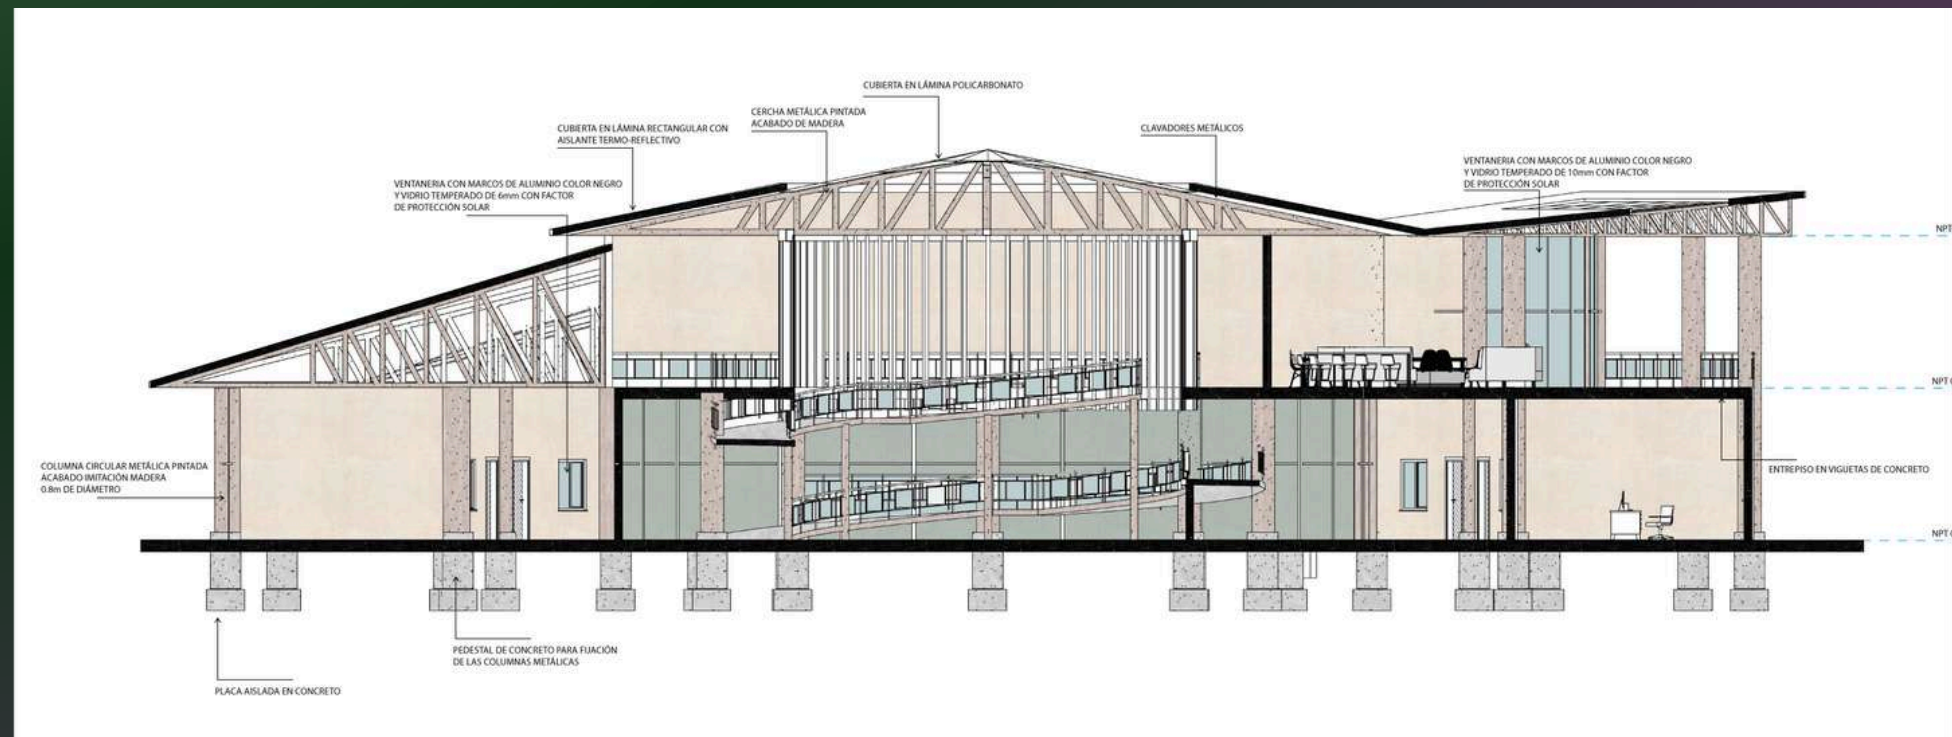 CUBIERTA EN LÁMINA POLICARBONATO
CERCHA METÁLICA PINTADA
ACABADO DE MADERA
CUBIERTA EN LÁMINA RECTANGULAR CON
AISLANTE TERMO-REFLECTIVO
CLAVADORES METÁLICOS
VENTANERIA CON MARCOS DE ALUMINIO COLOR NEGRO
Y VIDRIO TEMPERADO DE 10mm CON FACTOR
DE PROTECCIÓN SOLAR
VENTANERIA CON MARCOS DE ALUMINIO COLOR NEGRO
Y VIDRIO TEMPERADO DE 6mm CON FACTOR
DE PROTECCIÓN SOLAR
NPT
NPT
COLUMNA CIRCULAR METÁLICA PINTADA
ACABADO IMITACIÓN MADERA
0.8m DE DIÁMETRO
ENTREPISO EN VIGUETAS DE CONCRETO
NPT
PEDESTAL DE CONCRETO PARA FIJACIÓN
DE LAS COLUMNAS METÁLICAS
PLACA AISLADA EN CONCRETO